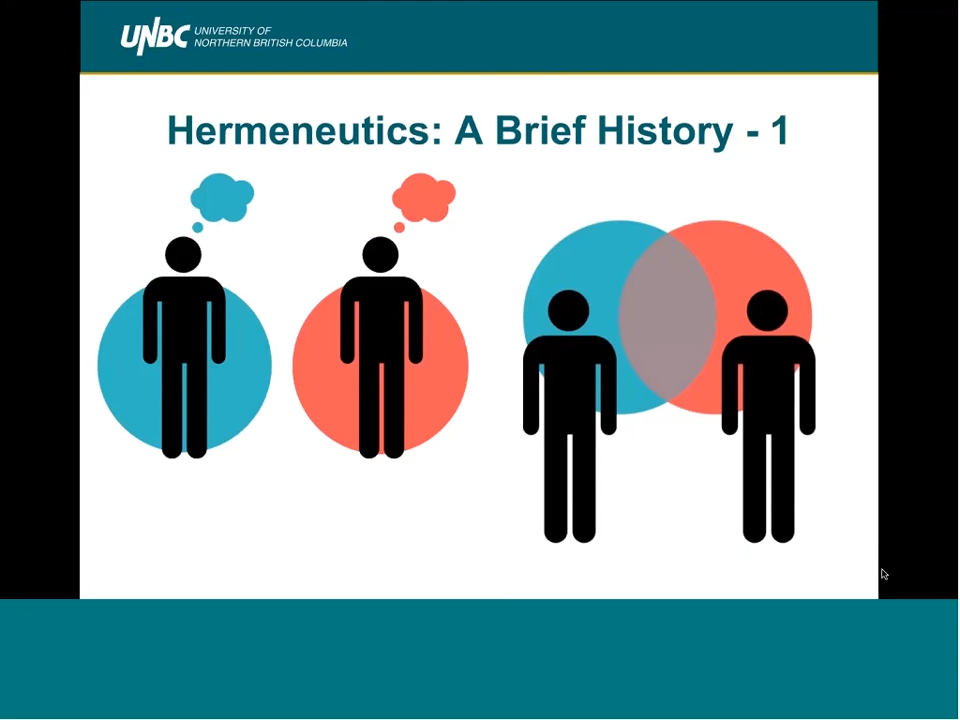 UNBC
UNIVERSITY OF
NORTHERN BRITISH COLUMBIA
Hermeneutics: A Brief History - 1